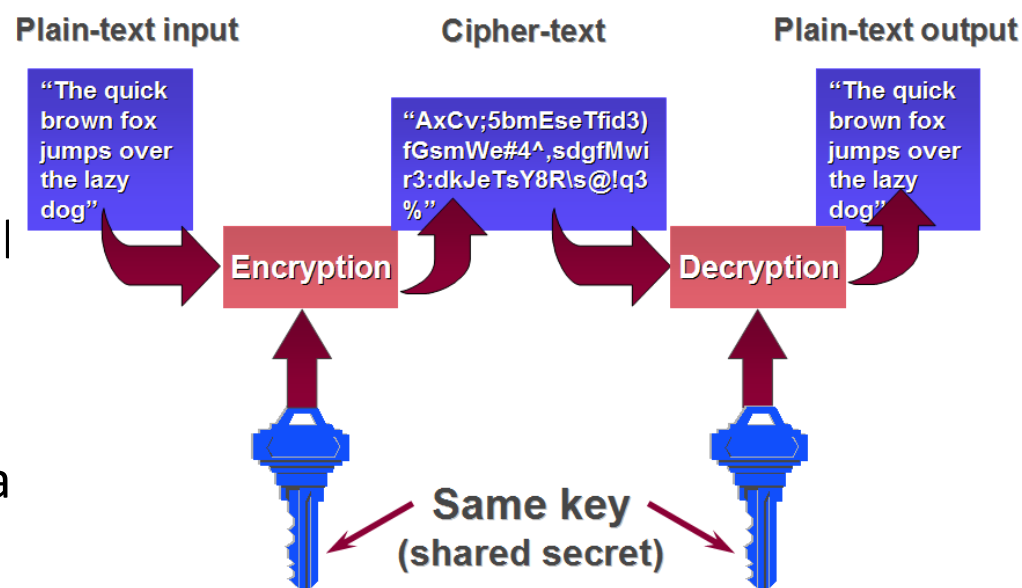 Plain-text input
Cipher-text
Plain-text output
“The quick
brown fox
jumps over
the lazy
dog”
“AxCv;5bmEseTfid3)
fGsmWe#4^,sdgfMwi
r3:dkJeTsY8R\s@!q3
%”
“The quick
brown fox
jumps over
the lazy
dog”
Encryption
Decryption
a
Same key
(shared secret)